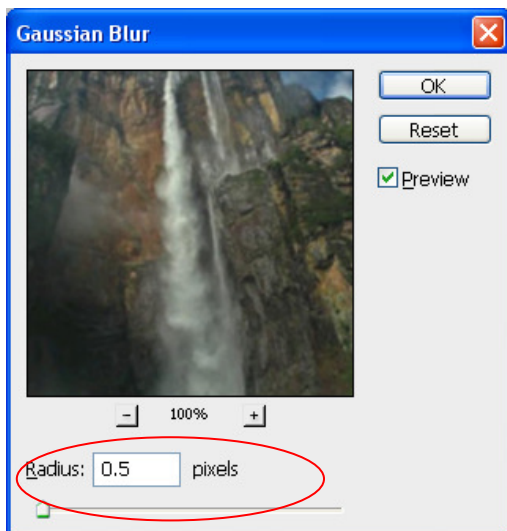 Gaussian Blur
OK
Reset
Preview
- 100% +
Radius: 0.5 pixels